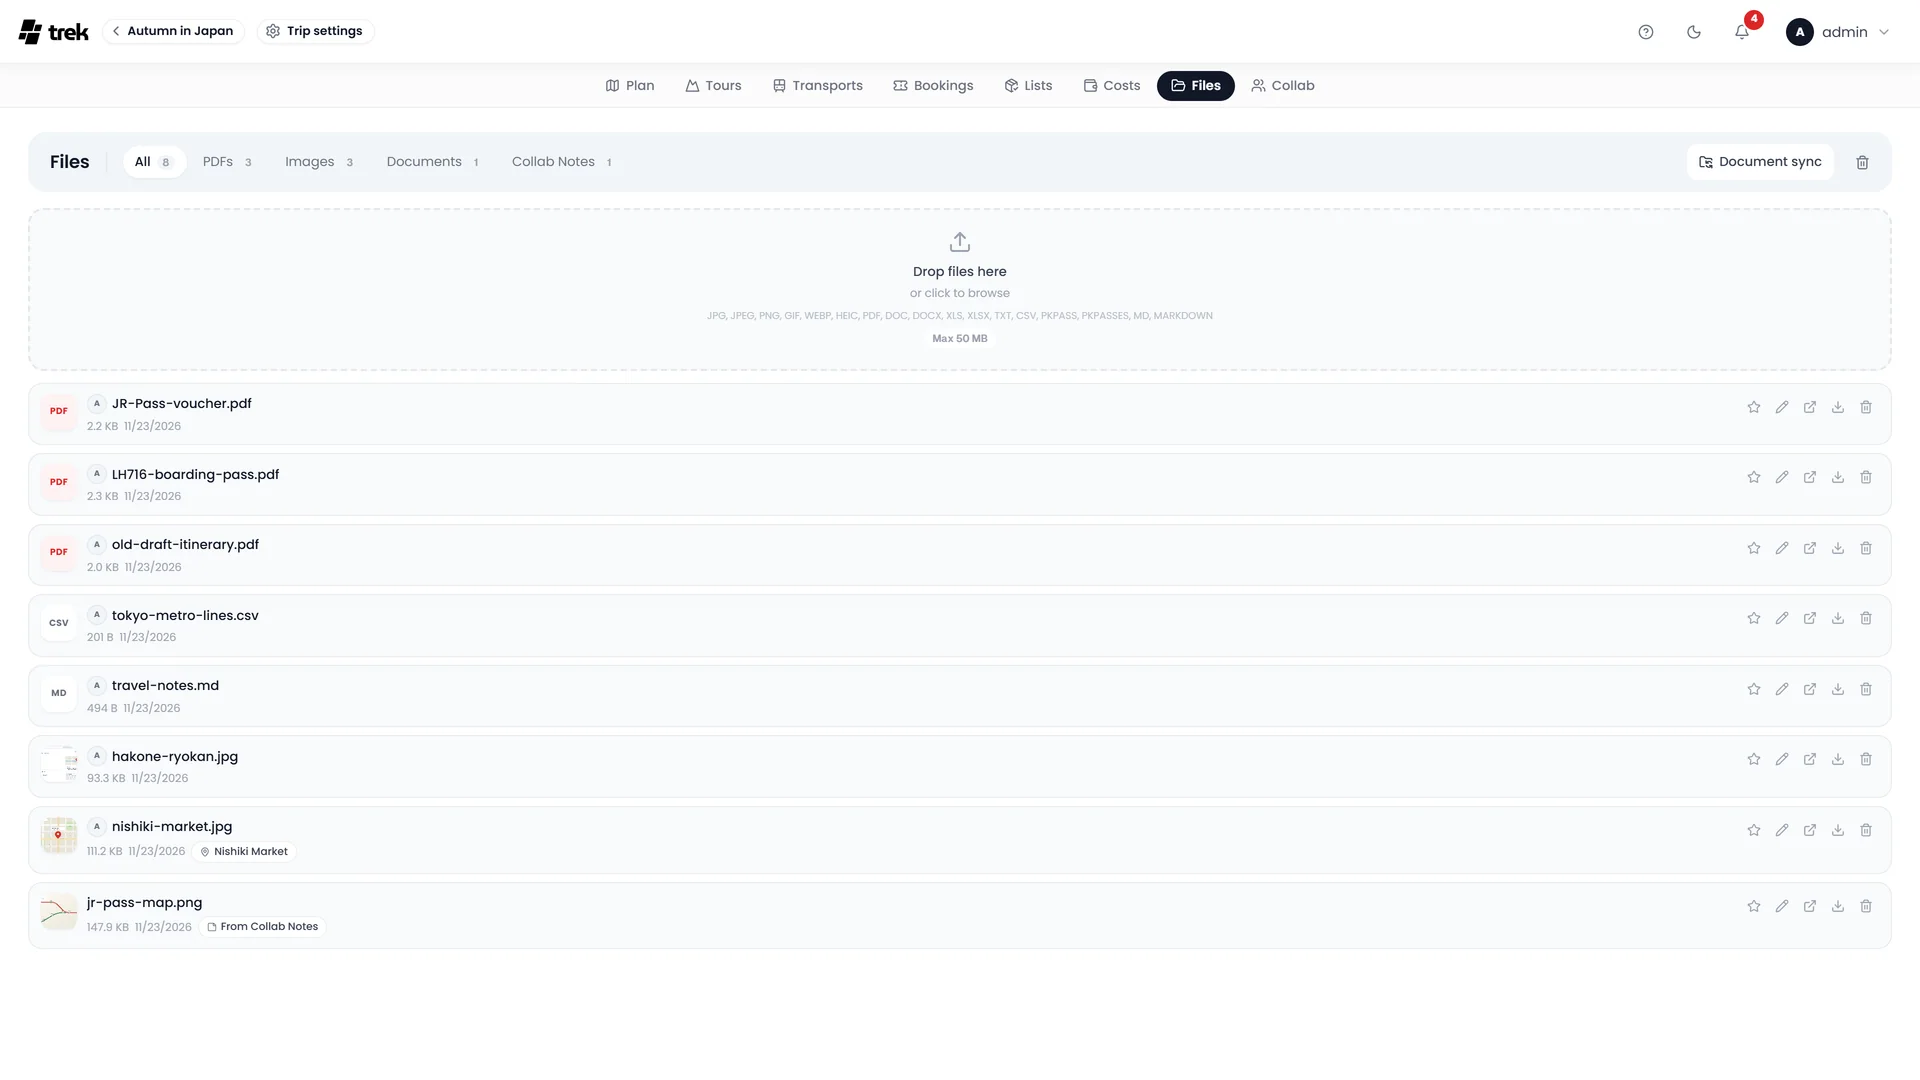 trek
Autumn in Japan
Trip settings
4
A
admin
Plan
Tours
Transports
Bookings
Lists
Costs
Files
Collab
Files
All 8
PDFs 3
Images 3
Documents 1
Collab Notes 1
Document sync
Drop files here
or click to browse
JPG, JPEG, PNG, GIF, WEBP, HEIC, PDF, DOC, DOCX, XLS, XLSX, TXT, CSV, PKPASS, PKPASSES, MD, MARKDOWN
Max 50 MB
PDF
A JR-Pass-voucher.pdf
2.2 KB 11/23/2026
PDF
A LH716-boarding-pass.pdf
2.3 KB 11/23/2026
PDF
A old-draft-itinerary.pdf
2.0 KB 11/23/2026
CSV
A tokyo-metro-lines.csv
201 B 11/23/2026
MD
A travel-notes.md
494 B 11/23/2026
A hakone-ryokan.jpg
93.3 KB 11/23/2026
A nishiki-market.jpg
111.2 KB 11/23/2026 Nishiki Market
jr-pass-map.png
147.9 KB 11/23/2026 From Collab Notes